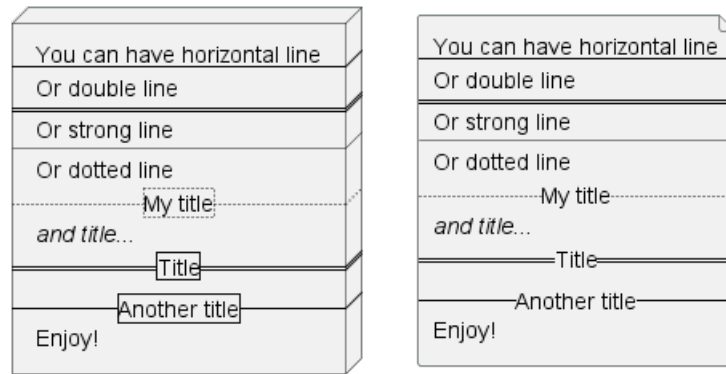 You can have horizontal line
Or double line
Or strong line
Or dotted line
My title
and title...
Title
Another title
Enjoy!
You can have horizontal line
Or double line
Or strong line
Or dotted line
My title
and title...
Title
Another title
Enjoy!